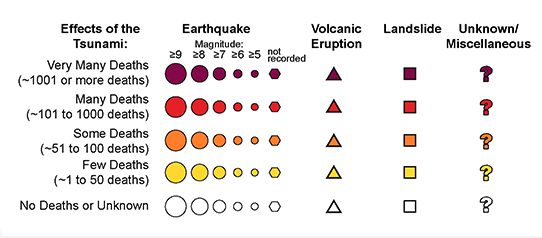 Effects of the Tsunami:
Earthquake
Magnitude:
≥9 ≥8 ≥7 ≥6 ≥5 not recorded
Volcanic Eruption
Landslide
Unknown/ Miscellaneous
Very Many Deaths
(~1001 or more deaths)
Many Deaths
(~101 to 1000 deaths)
Some Deaths
(~51 to 100 deaths)
Few Deaths
(~1 to 50 deaths)
No Deaths or Unknown
? ? ? ? ?